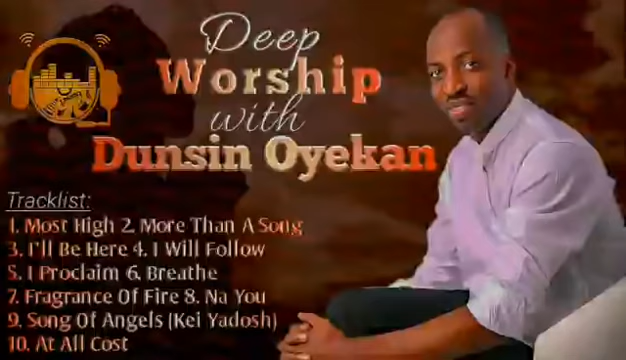 Deep
Worship
with
Dunsin Oyekan
Tracklist:
1. Most High 2. More Than A Song
3. I'll Be Here 4. I Will Follow
5. I Proclaim 6. Breathe
7. Fragrance Of Fire 8. Na You
9. Song Of Angels (Kei Yadosh)
10. At All Cost